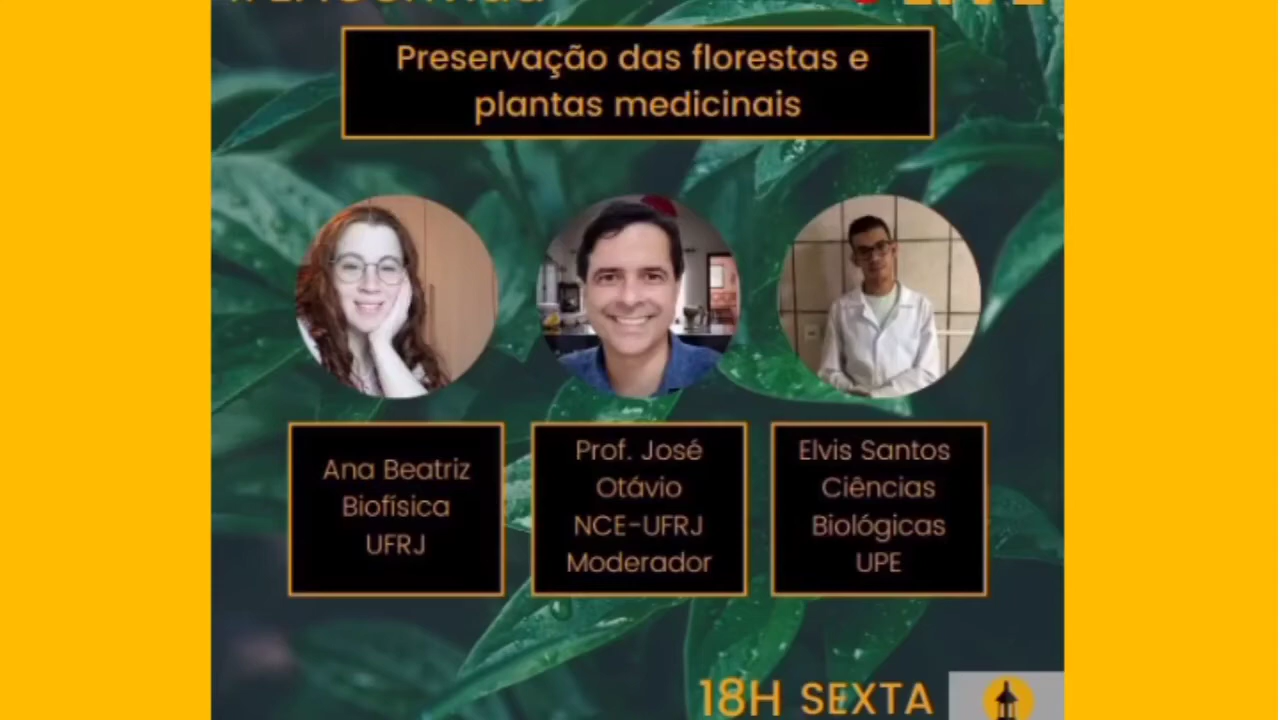 LIVE
Preservação das florestas e
plantas medicinais
Ana Beatriz
Biofísica
UFRJ
Prof. José
Otávio
NCE-UFRJ
Moderador
Elvis Santos
Ciências
Biológicas
UPE
18H SEXTA